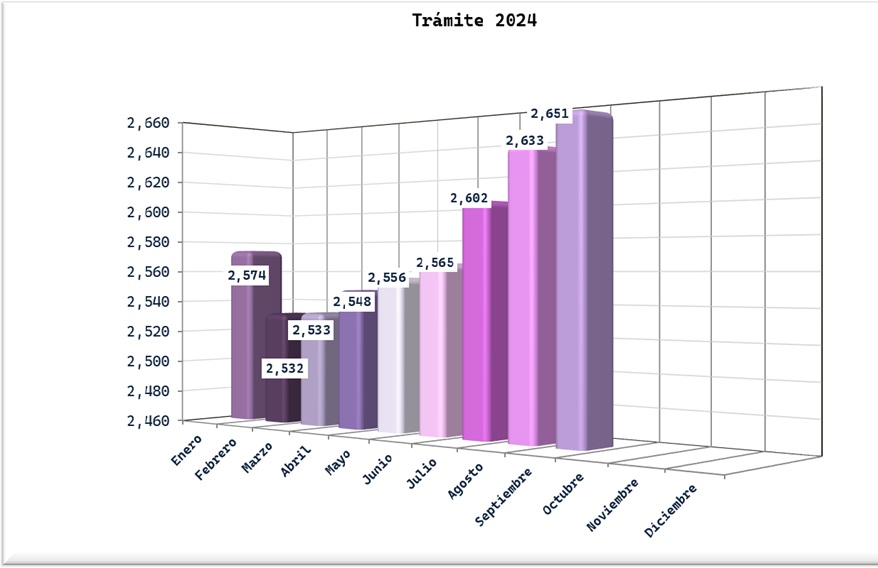 Trámite 2024
2,660
2,640
2,620
2,600
2,580
2,560
2,540
2,520
2,500
2,480
2,460
2,574
2,532
2,533
2,548
2,556
2,565
2,602
2,633
2,651
Enero
Febrero
Marzo
Abril
Mayo
Junio
Julio
Agosto
Septiembre
Octubre
Noviembre
Diciembre